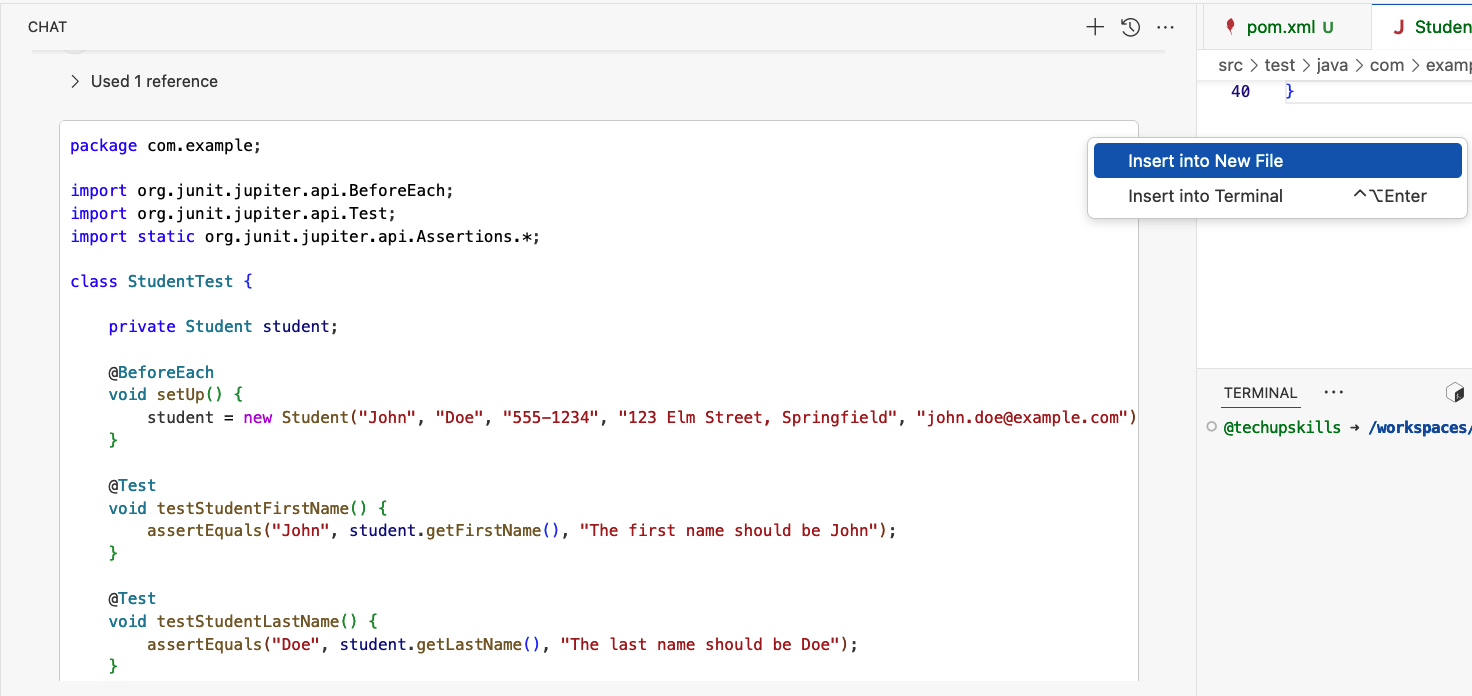 CHAT
Used 1 reference
package com.example;
import org.junit.jupiter.api.BeforeEach;
import org.junit.jupiter.api.Test;
import static org.junit.jupiter.api.Assertions.*;
class StudentTest {
private Student student;
@BeforeEach
void setUp() {
student = new Student("John", "Doe", "555-1234", "123 Elm Street, Springfield", "john.doe@example.com")
}
@Test
void testStudentFirstName() {
assertEquals("John", student.getFirstName(), "The first name should be John");
}
@Test
void testStudentLastName() {
assertEquals("Doe", student.getLastName(), "The last name should be Doe");
}
pom.xml U
J Studen
src > test > java > com > examp
40 }
Insert into New File
Insert into Terminal ^⌥Enter
TERMINAL ···
@techupskills → /workspaces/